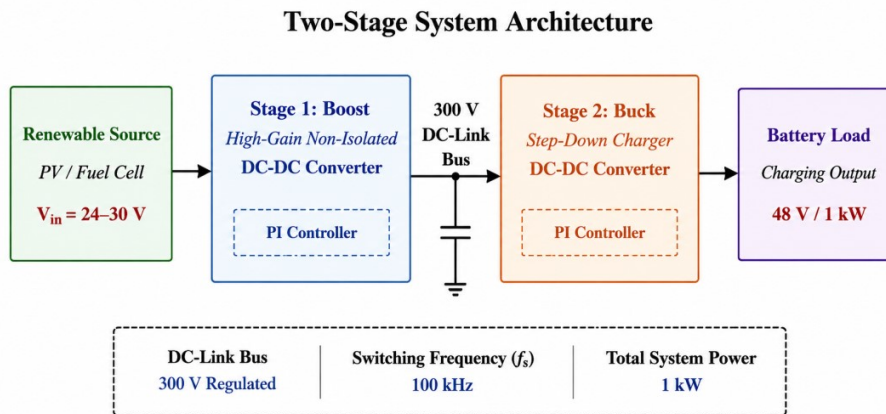 Two-Stage System Architecture
Renewable Source
PV / Fuel Cell
V_in = 24–30 V
Stage 1: Boost
High-Gain Non-Isolated
DC-DC Converter
PI Controller
300 V
DC-Link
Bus
Stage 2: Buck
Step-Down Charger
DC-DC Converter
PI Controller
Battery Load
Charging Output
48 V / 1 kW
DC-Link Bus
300 V Regulated
Switching Frequency (f_s)
100 kHz
Total System Power
1 kW